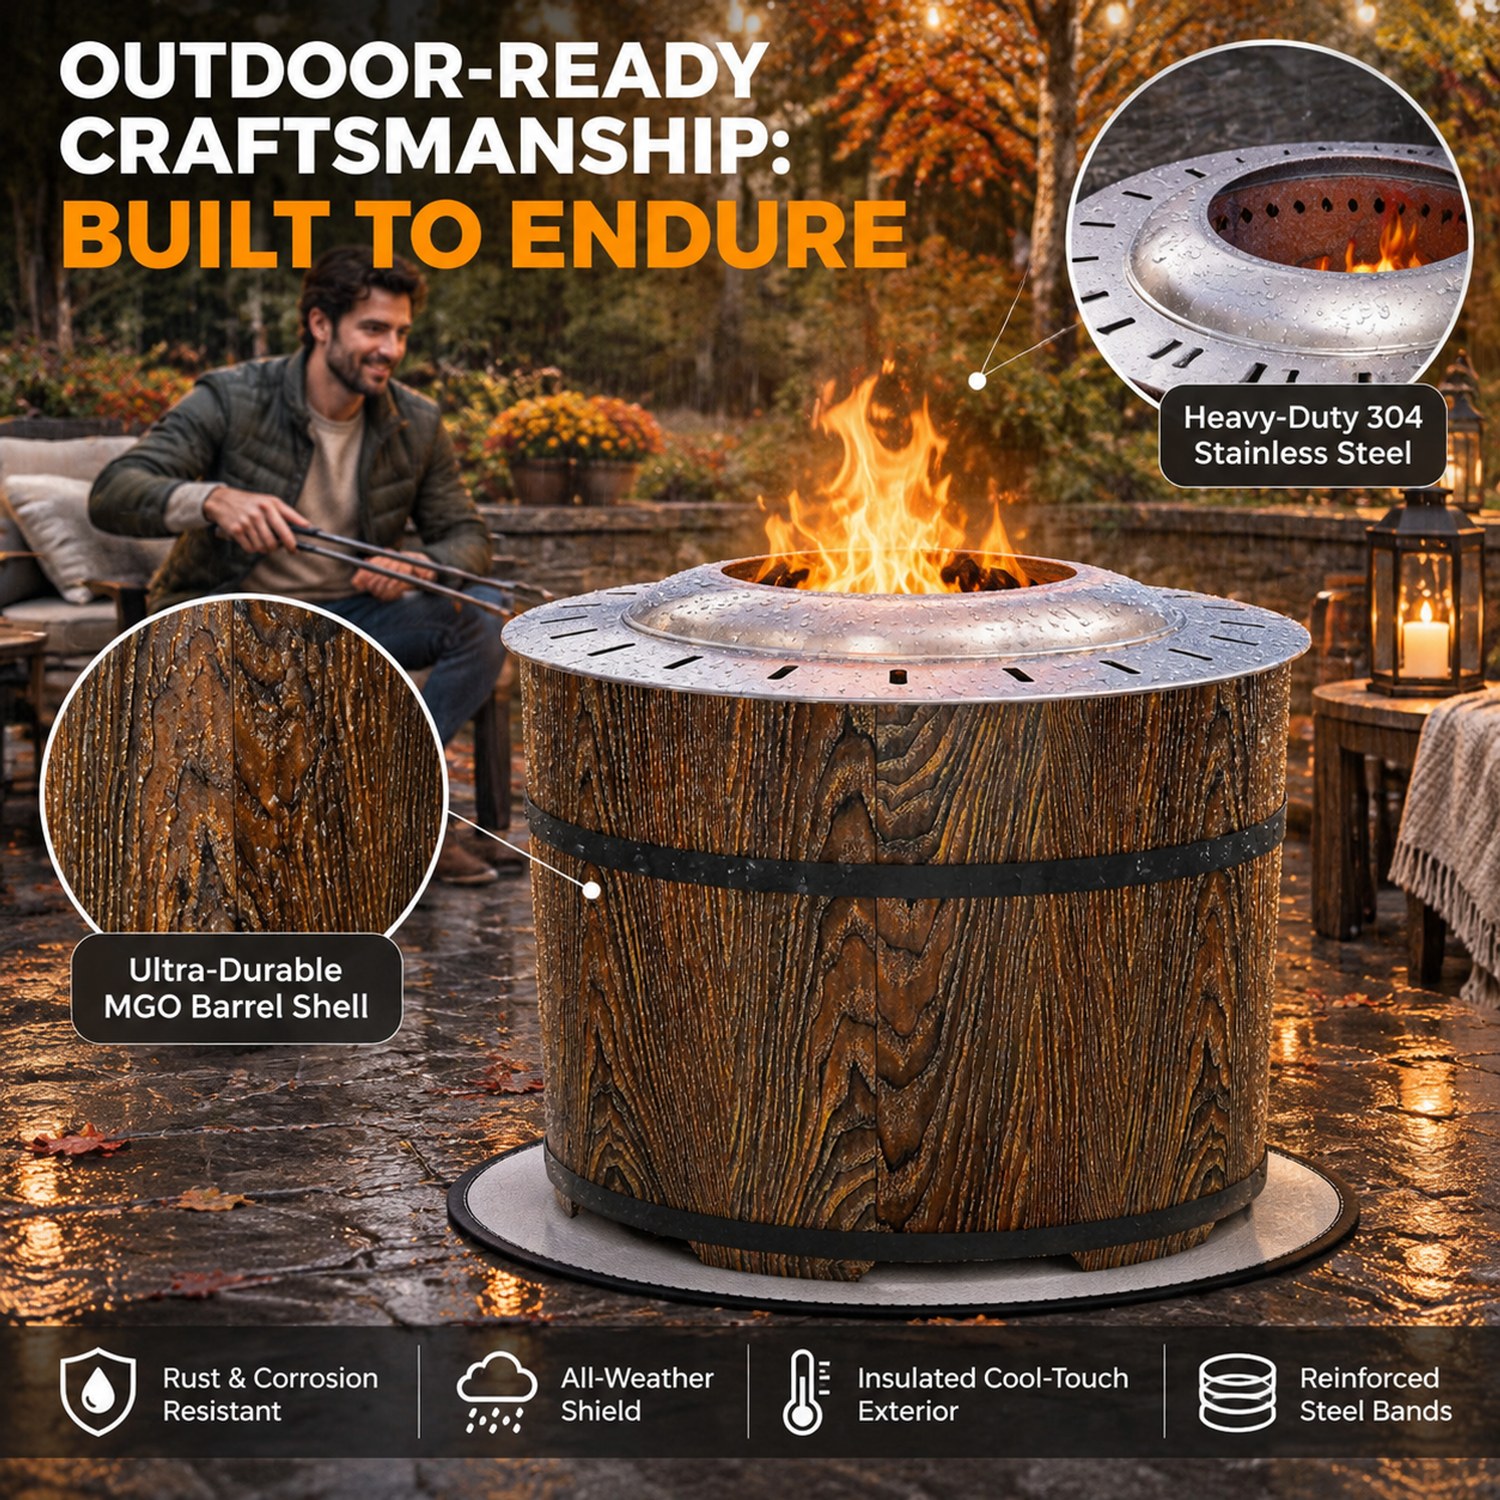 OUTDOOR-READY
CRAFTSMANSHIP:
BUILT TO ENDURE
Heavy-Duty 304
Stainless Steel
Ultra-Durable
MGO Barrel Shell
Rust & Corrosion
Resistant
All-Weather
Shield
Insulated Cool-Touch
Exterior
Reinforced
Steel Bands